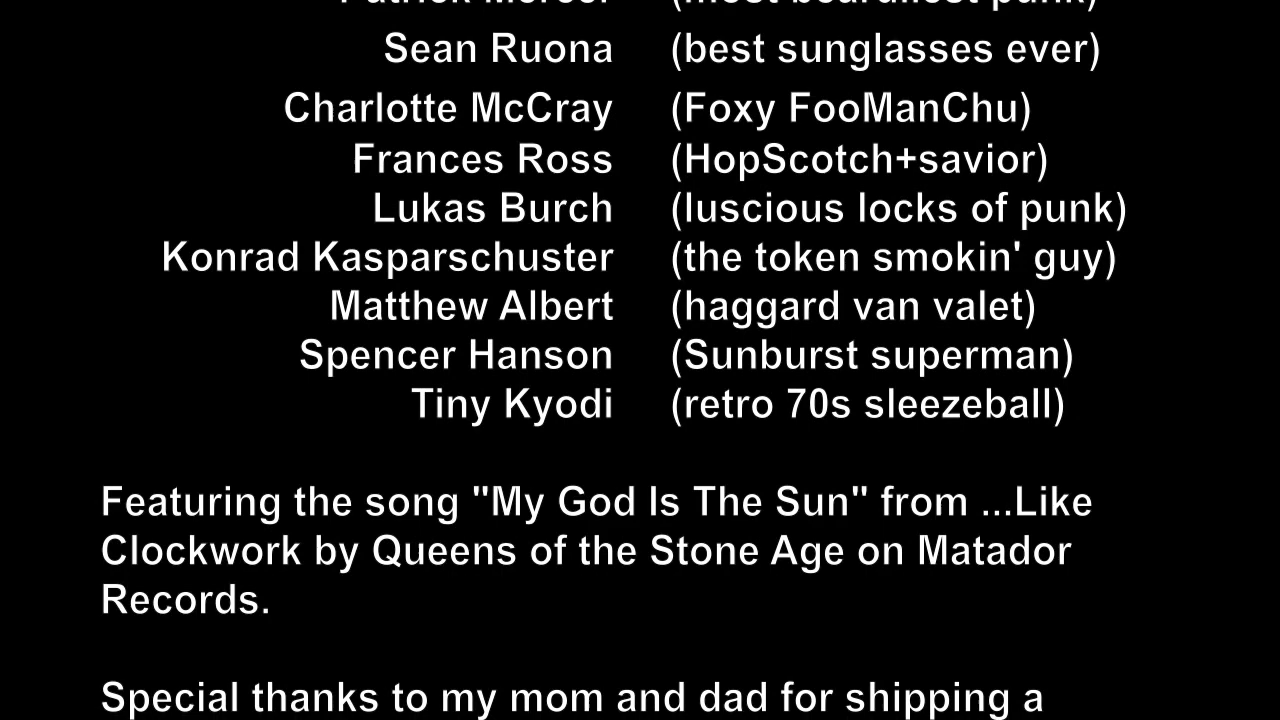 (most beardliest punk)
Sean Ruona (best sunglasses ever)
Charlotte McCray (Foxy FooManChu)
Frances Ross (HopScotch+savior)
Lukas Burch (luscious locks of punk)
Konrad Kasparschuster (the token smokin' guy)
Matthew Albert (haggard van valet)
Spencer Hanson (Sunburst superman)
Tiny Kyodi (retro 70s sleezeball)
Featuring the song "My God Is The Sun" from ...Like
Clockwork by Queens of the Stone Age on Matador
Records.
Special thanks to my mom and dad for shipping a